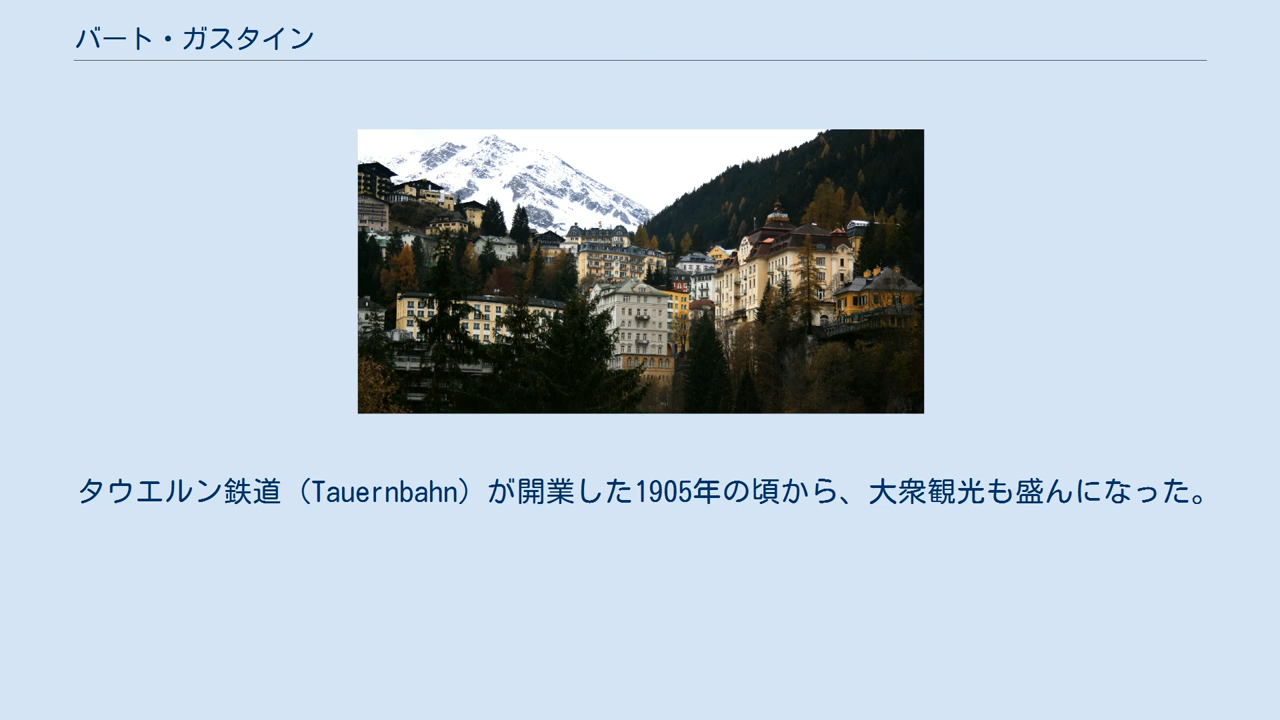 バート・ガスタイン
タウエルン鉄道（Tauernbahn）が開業した1905年の頃から、大衆観光も盛んになった。